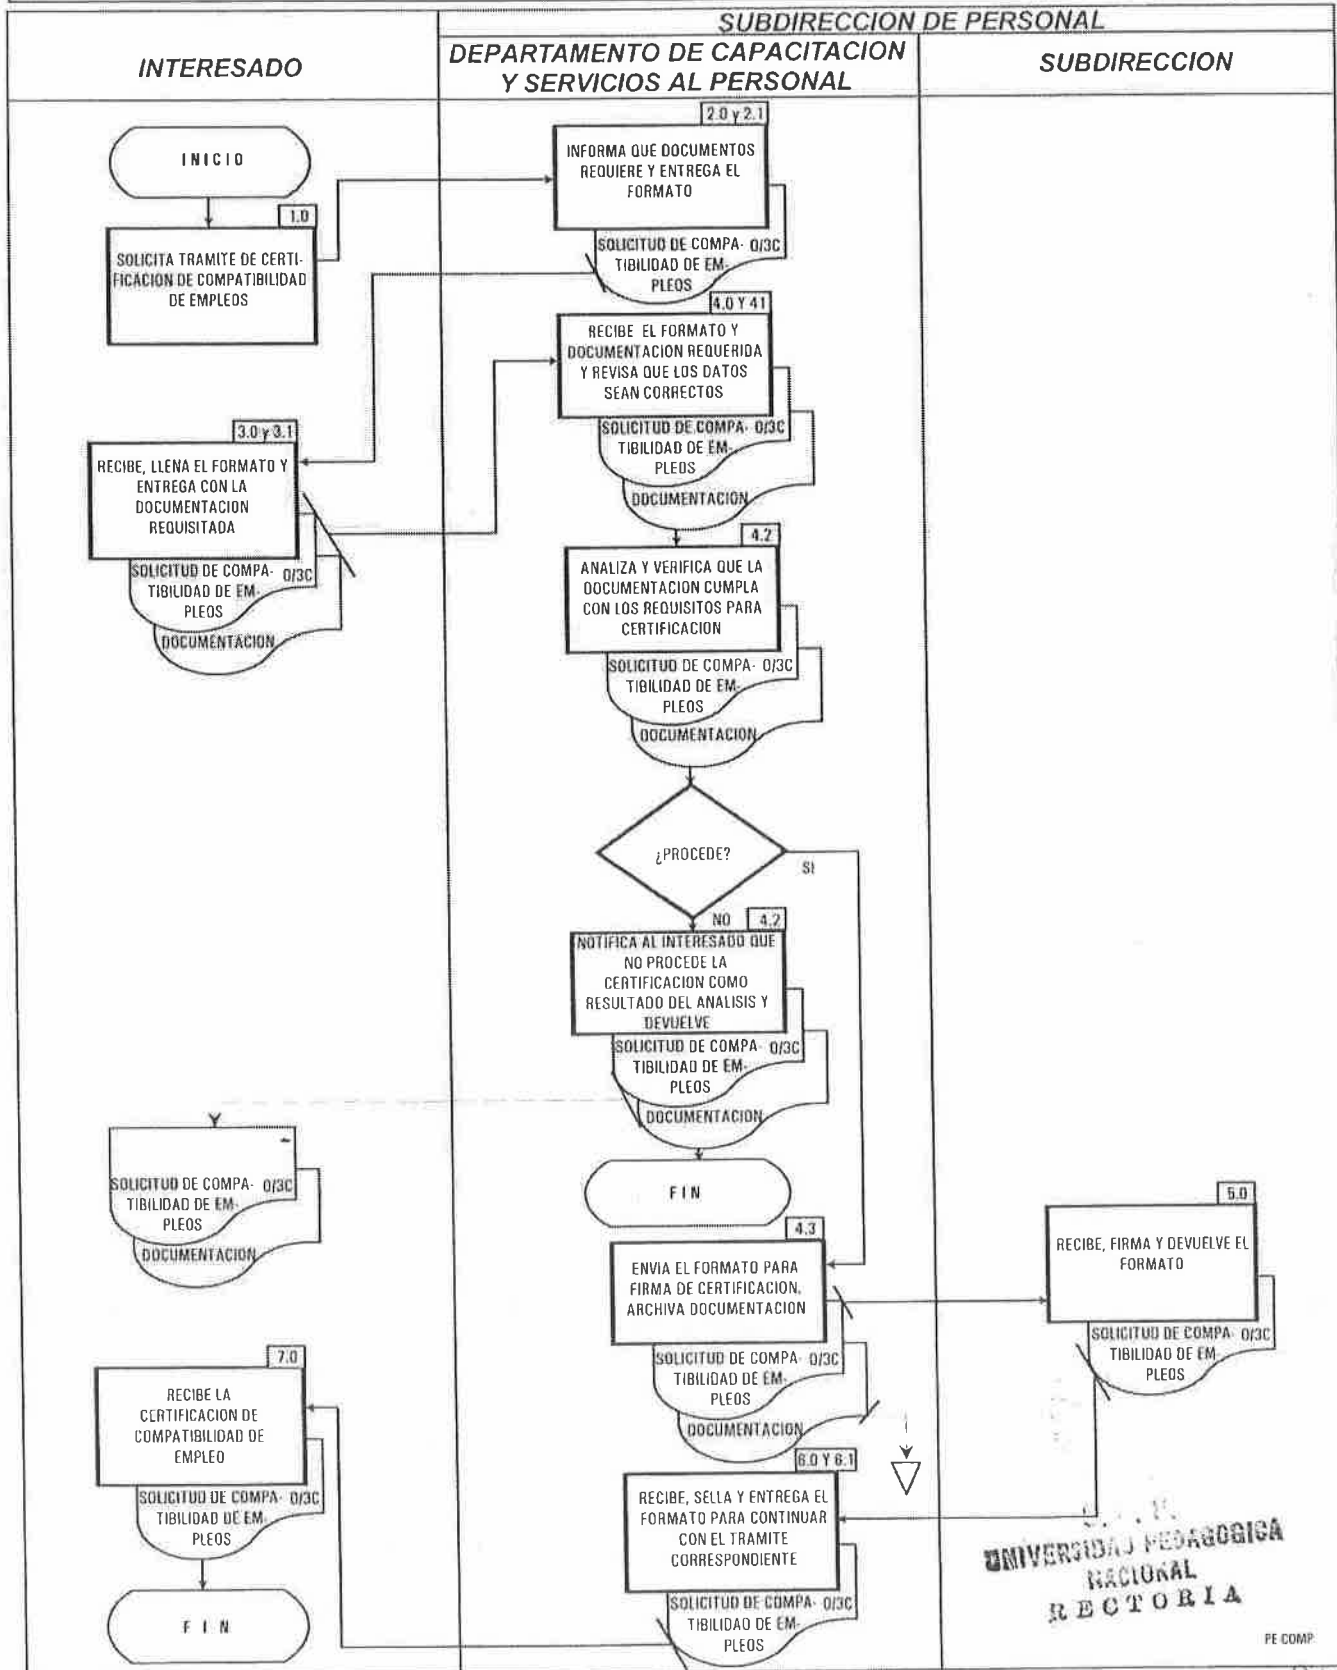 SUBDIRECCION DE PERSONAL
INTERESADO
DEPARTAMENTO DE CAPACITACION
Y SERVICIOS AL PERSONAL
SUBDIRECCION
INICIO
1.0
SOLICITA TRAMITE DE CERTI-
FICACION DE COMPATIBILIDAD
DE EMPLEOS
2.0 y 2.1
INFORMA QUE DOCUMENTOS
REQUIERE Y ENTREGA EL
FORMATO
SOLICITUD DE COMPA- 0/3C
TIBILIDAD DE EM-
PLEOS
3.0 y 3.1
RECIBE, LLENA EL FORMATO Y
ENTREGA CON LA
DOCUMENTACION
REQUISITADA
SOLICITUD DE COMPA- 0/3C
TIBILIDAD DE EM-
PLEOS
DOCUMENTACION
4.0 Y 41
RECIBE EL FORMATO Y
DOCUMENTACION REQUERIDA
Y REVISA QUE LOS DATOS
SEAN CORRECTOS
SOLICITUD DE COMPA- 0/3C
TIBILIDAD DE EM-
PLEOS
DOCUMENTACION
4.2
ANALIZA Y VERIFICA QUE LA
DOCUMENTACION CUMPLA
CON LOS REQUISITOS PARA
CERTIFICACION
SOLICITUD DE COMPA- 0/3C
TIBILIDAD DE EM-
PLEOS
DOCUMENTACION
¿PROCEDE?
SI
NO
4.2
NOTIFICA AL INTERESADO QUE
NO PROCEDE LA
CERTIFICACION COMO
RESULTADO DEL ANALISIS Y
DEVUELVE
SOLICITUD DE COMPA- 0/3C
TIBILIDAD DE EM-
PLEOS
DOCUMENTACION
SOLICITUD DE COMPA- 0/3C
TIBILIDAD DE EM-
PLEOS
DOCUMENTACION
FIN
4.3
ENVIA EL FORMATO PARA
FIRMA DE CERTIFICACION,
ARCHIVA DOCUMENTACION
SOLICITUD DE COMPA- 0/3C
TIBILIDAD DE EM-
PLEOS
DOCUMENTACION
5.0
RECIBE, FIRMA Y DEVUELVE EL
FORMATO
SOLICITUD DE COMPA- 0/3C
TIBILIDAD DE EM-
PLEOS
6.0 Y 6.1
RECIBE, SELLA Y ENTREGA EL
FORMATO PARA CONTINUAR
CON EL TRAMITE
CORRESPONDIENTE
SOLICITUD DE COMPA- 0/3C
TIBILIDAD DE EM-
PLEOS
7.0
RECIBE LA
CERTIFICACION DE
COMPATIBILIDAD DE
EMPLEO
SOLICITUD DE COMPA- 0/3C
TIBILIDAD DE EM-
PLEOS
FIN
UNIVERSIDAD PEDAGOGICA
NACIONAL
RECTORIA
PE COMP